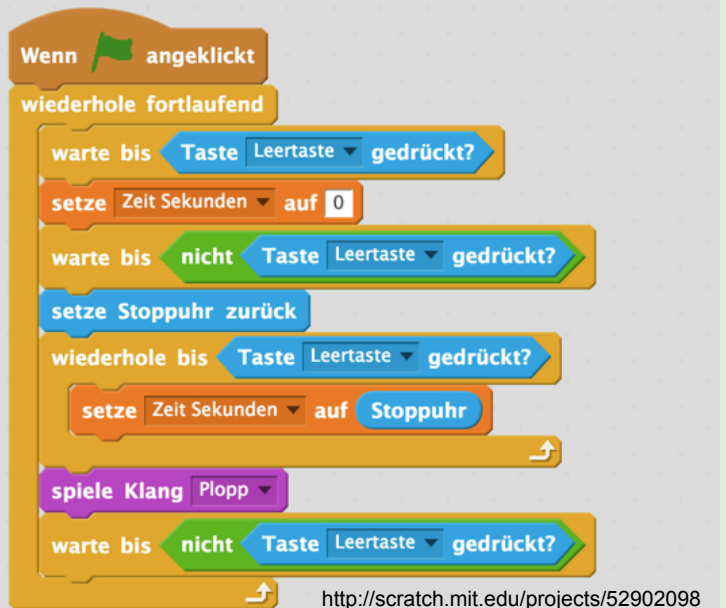 Wenn angeklickt
wiederhole fortlaufend
warte bis Taste Leertaste gedrückt?
setze Zeit Sekunden auf 0
warte bis nicht Taste Leertaste gedrückt?
setze Stoppuhr zurück
wiederhole bis Taste Leertaste gedrückt?
setze Zeit Sekunden auf Stoppuhr
spiele Klang Plopp
warte bis nicht Taste Leertaste gedrückt?
http://scratch.mit.edu/projects/52902098